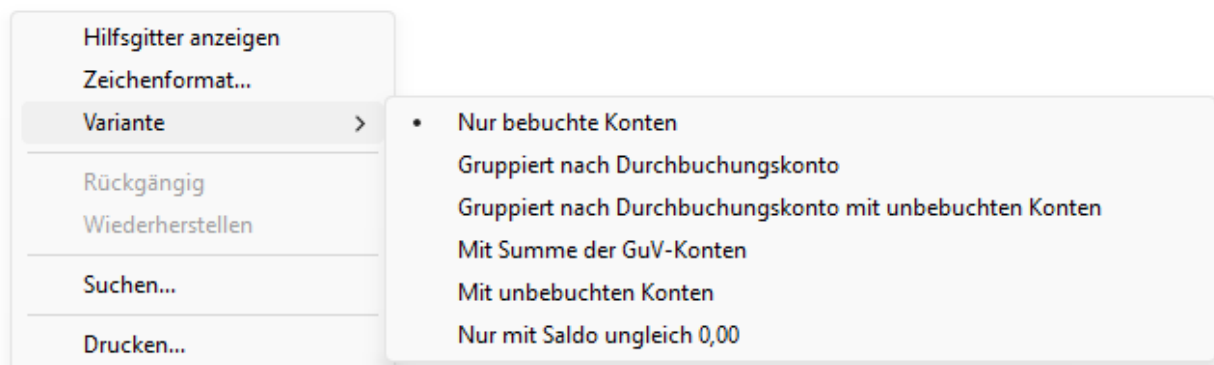 Hilfsgitter anzeigen
Zeichenformat...
Variante
Nur bebuchte Konten
Gruppiert nach Durchbuchungskonto
Gruppiert nach Durchbuchungskonto mit unbebuchten Konten
Mit Summe der GuV-Konten
Mit unbebuchten Konten
Nur mit Saldo ungleich 0,00
Rückgängig
Wiederherstellen
Suchen...
Drucken...